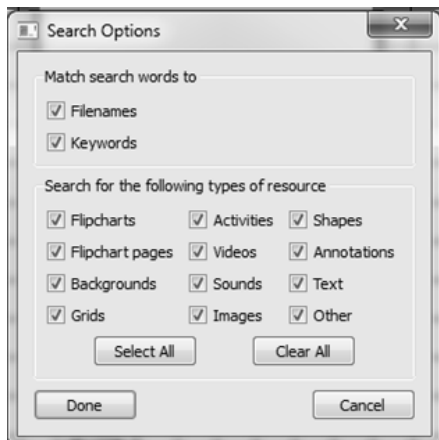 Search Options
Match search words to
Filenames
Keywords
Search for the following types of resource
Flipcharts Activities Shapes
Flipchart pages Videos Annotations
Backgrounds Sounds Text
Grids Images Other
Select All Clear All
Done Cancel